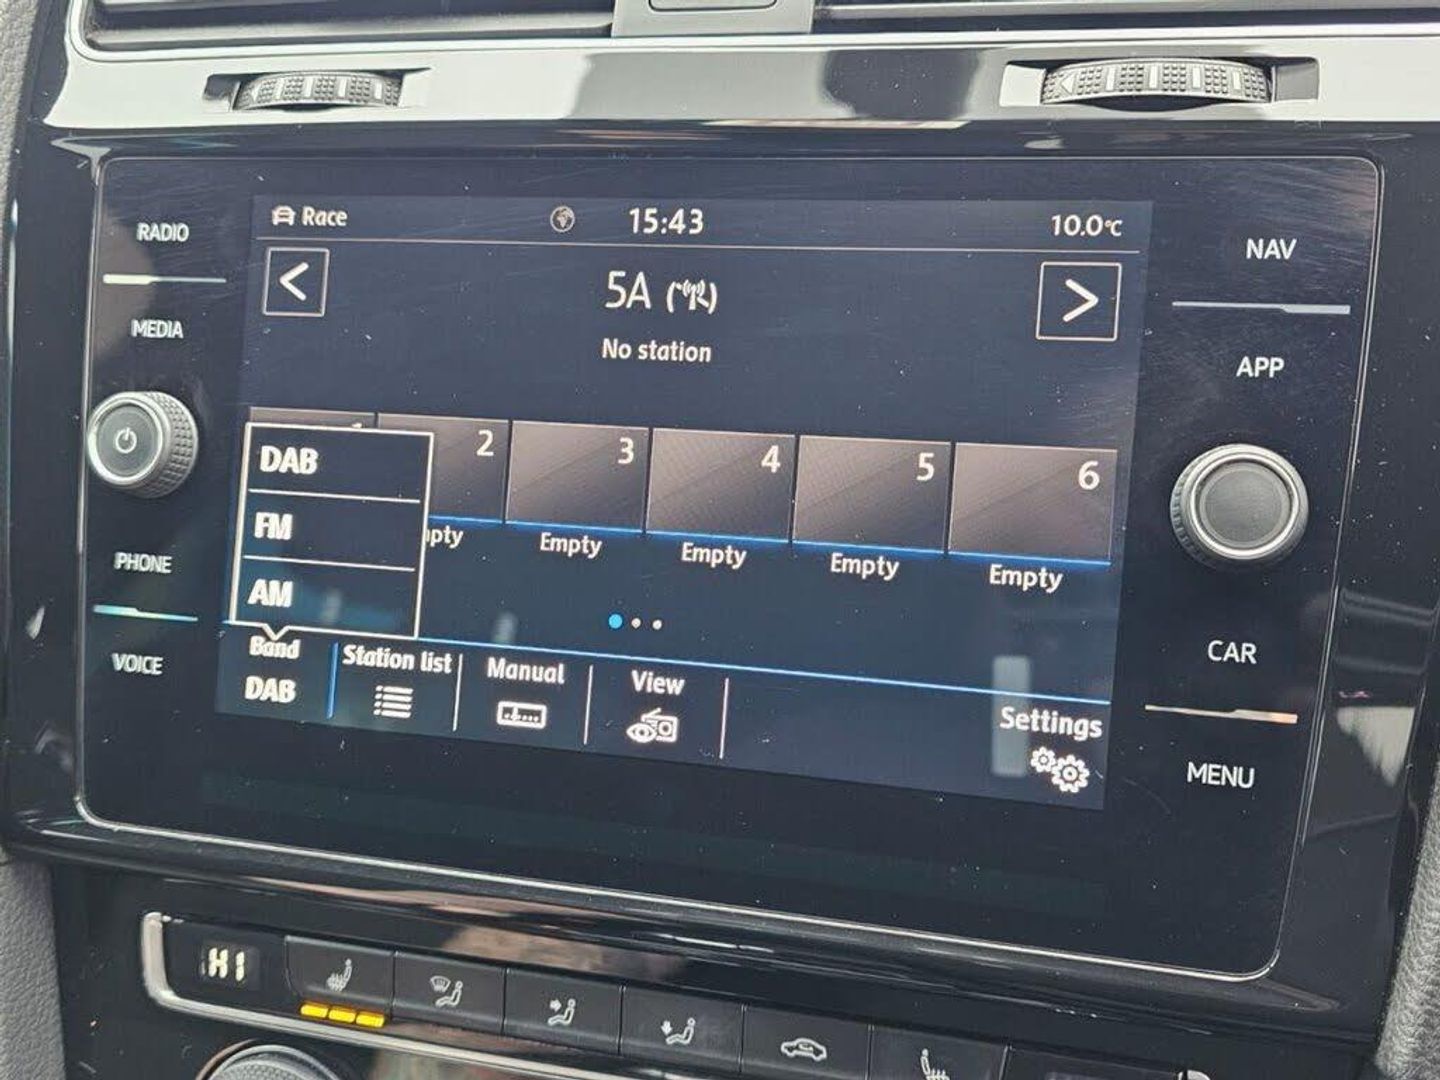 RADIO
MEDIA
PHONE
VOICE
Race
15:43
10.0°C
<
5A
>
No station
2
3
4
5
6
DAB
FM
AM
Empty
Empty
Empty
Empty
Band
DAB
Station list
Manual
View
Settings
NAV
APP
CAR
MENU
HI